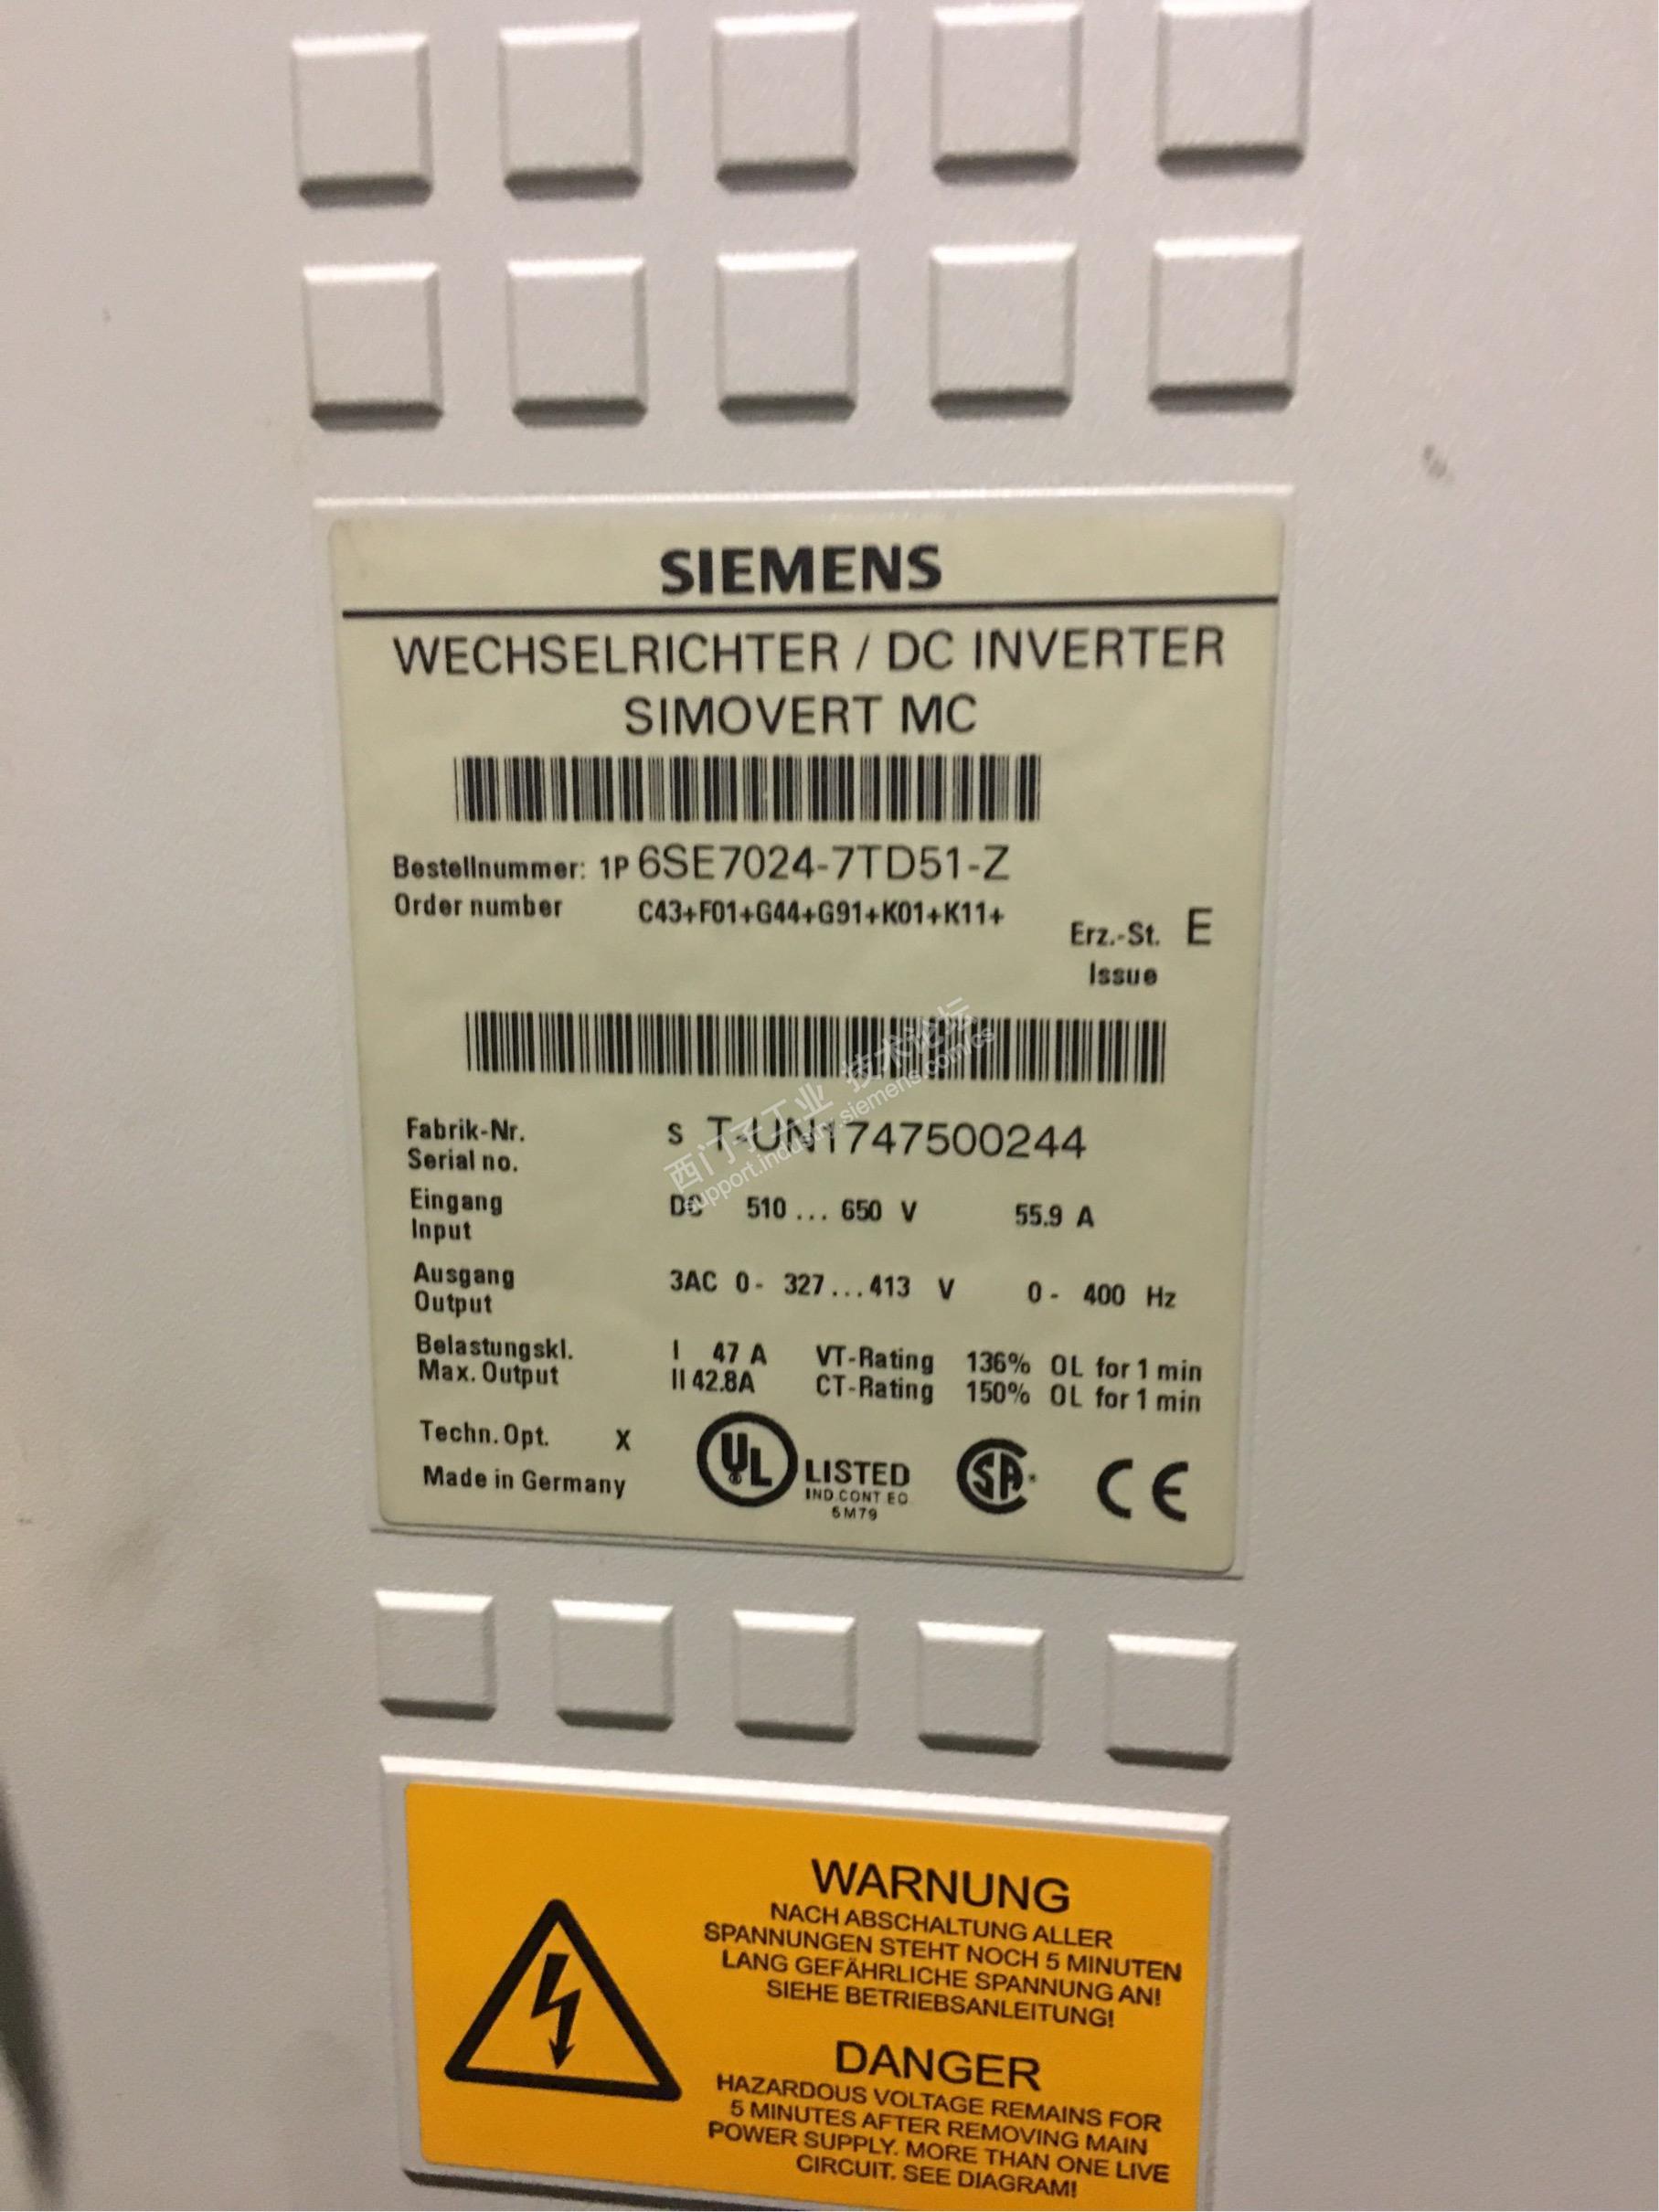 SIEMENS
WECHSELRICHTER / DC INVERTER
SIMOVERT MC
Bestellnummer: 1P 6SE7024-7TD51-Z
Order number C43+F01+G44+G91+K01+K11+
Erz.-St. E
Issue
西门子工业 技术论坛
support.industry.siemens.com/cs
Fabrik-Nr. S T-UN1747500244
Serial no.
Eingang DC 510 ... 650 V 55.9 A
Input
Ausgang 3AC 0- 327...413 V 0- 400 Hz
Output
Belastungskl. I 47 A VT-Rating 136% OL for 1 min
Max. Output II 42.8A CT-Rating 150% OL for 1 min
Techn. Opt. X
Made in Germany
UL LISTED
IND.CONT EQ.
5M79
SA
CE
WARNUNG
NACH ABSCHALTUNG ALLER
SPANNUNGEN STEHT NOCH 5 MINUTEN
LANG GEFÄHRLICHE SPANNUNG AN!
SIEHE BETRIEBSANLEITUNG!
DANGER
HAZARDOUS VOLTAGE REMAINS FOR
5 MINUTES AFTER REMOVING MAIN
POWER SUPPLY. MORE THAN ONE LIVE
CIRCUIT. SEE DIAGRAM!